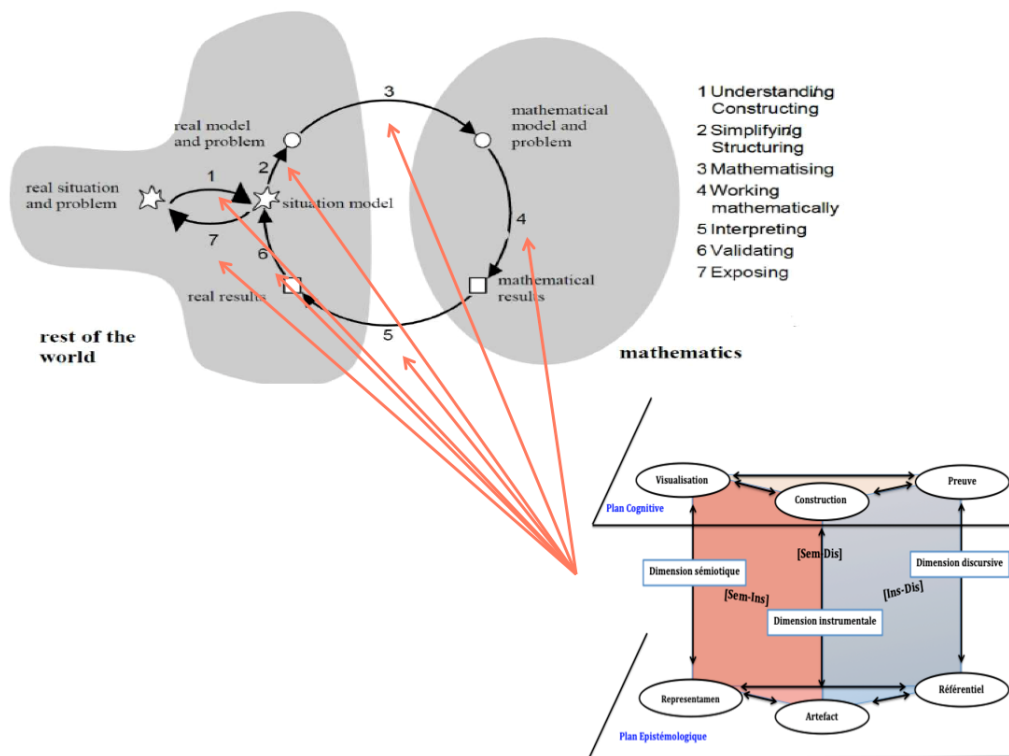 3
real model
and problem
mathematical
model and
problem
2
1
real situation
and problem
situation model
7
6
4
real results
mathematical
results
5
rest of the
world
mathematics
1 Understanding
Constructing
2 Simplifying
Structuring
3 Mathematising
4 Working
mathematically
5 Interpreting
6 Validating
7 Exposing
Visualisation
Preuve
Construction
Plan Cognitive
[Sem-Dis]
Dimension sémiotique
Dimension discursive
[Sem-Ins]
[Ins-Dis]
Dimension instrumentale
Representamen
Référentiel
Artefact
Plan Epistémologique